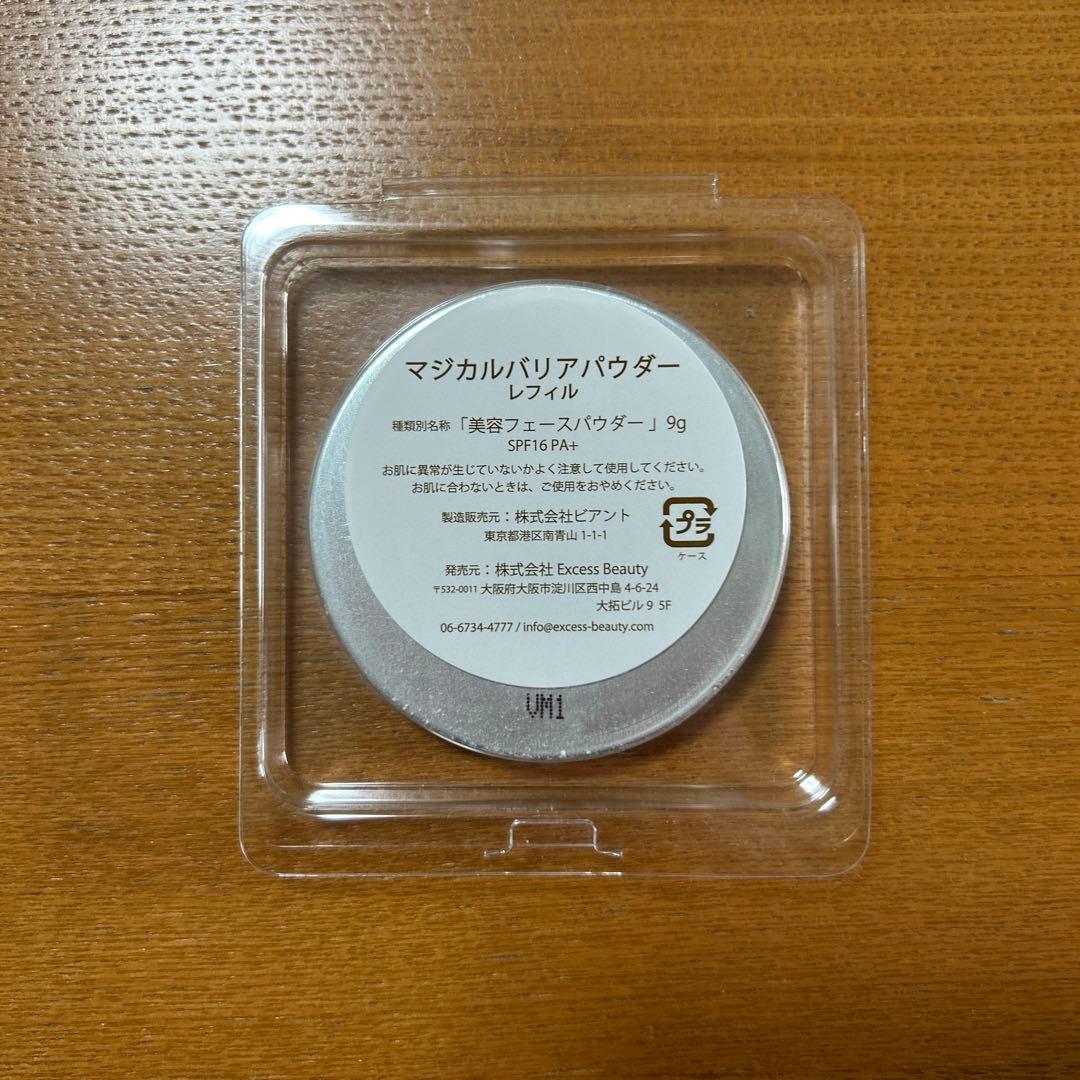 マジカルバリアパウダー
レフィル
種類別名称「美容フェースパウダー」9g
SPF16 PA+
お肌に異常が生じていないかよく注意して使用してください。
お肌に合わないときは、ご使用をおやめください。
製造販売元：株式会社ビアント
東京都港区南青山 1-1-1
プラ
ケース
発売元：株式会社 Excess Beauty
〒532-0011 大阪府大阪市淀川区西中島 4-6-24
大拓ビル 9 5F
06-6734-4777 / info@excess-beauty.com
VM1